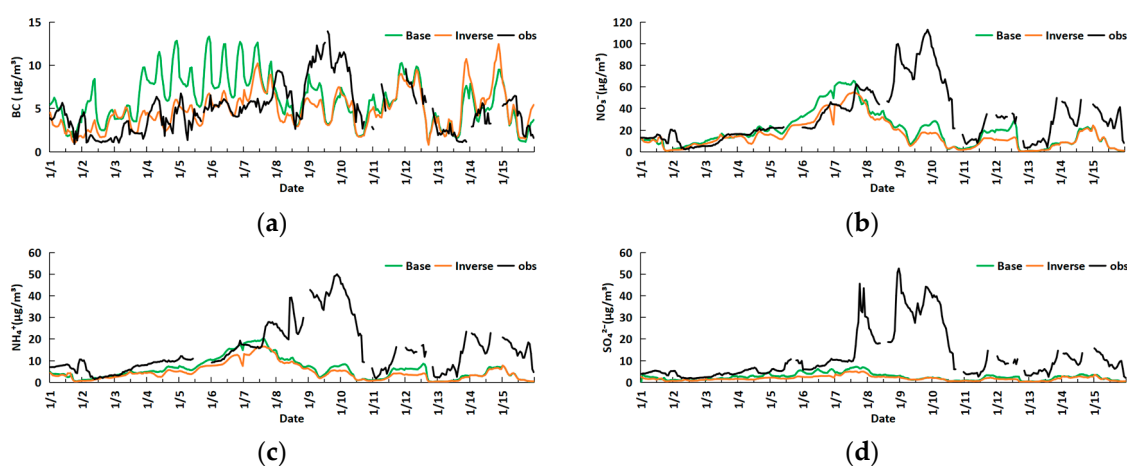 Base Inverse obs
15
10
5
0
BC (μg/m³)
1/1 1/2 1/3 1/4 1/5 1/6 1/7 1/8 1/9 1/10 1/11 1/12 1/13 1/14 1/15
Date
(a)
Base Inverse obs
120
100
80
60
40
20
0
NO₃⁻(μg/m³)
1/1 1/2 1/3 1/4 1/5 1/6 1/7 1/8 1/9 1/10 1/11 1/12 1/13 1/14 1/15
Date
(b)
Base Inverse obs
60
50
40
30
20
10
0
NH₄⁺(μg/m³)
1/1 1/2 1/3 1/4 1/5 1/6 1/7 1/8 1/9 1/10 1/11 1/12 1/13 1/14 1/15
Date
(c)
Base Inverse obs
60
50
40
30
20
10
0
SO₄²⁻(μg/m³)
1/1 1/2 1/3 1/4 1/5 1/6 1/7 1/8 1/9 1/10 1/11 1/12 1/13 1/14 1/15
Date
(d)